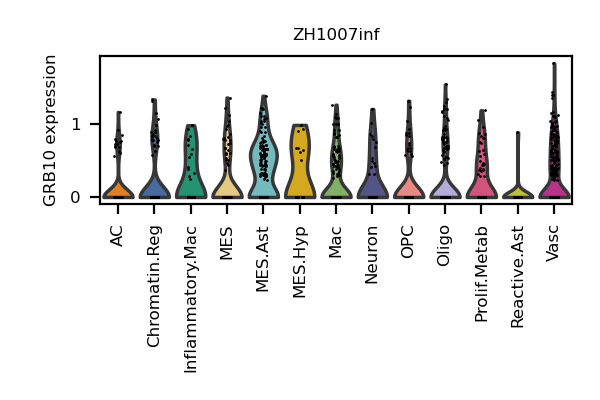 ZH1007inf
GRB10 expression
1
0
AC
Chromatin.Reg
Inflammatory.Mac
MES
MES.Ast
MES.Hyp
Mac
Neuron
OPC
Oligo
Prolif.Metab
Reactive.Ast
Vasc